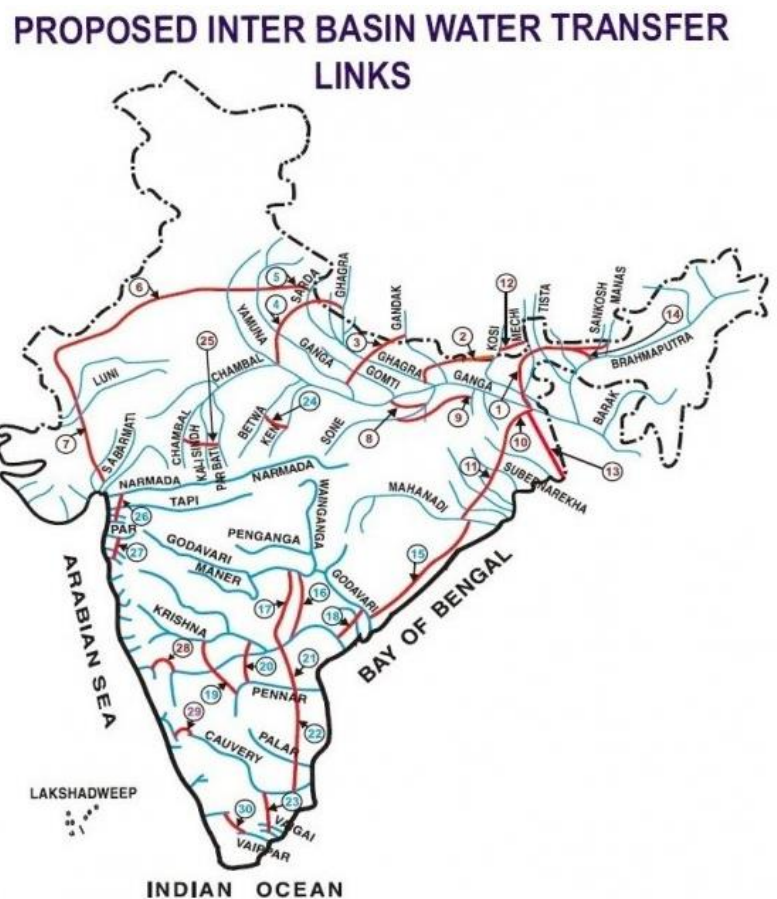 PROPOSED INTER BASIN WATER TRANSFER
LINKS
12
5
SARDA
GHAGRA
6
4
GANDAK
KOSI
MECHI
TISTA
SANKOSH
MANAS
14
YAMUNA
25
3
2
GANGA
GHAGRA
GOMTI
GANGA
BRAHMAPUTRA
LUNI
CHAMBAL
24
1
BARAK
7
SABARMATI
CHAMBAL
KALISINDH
PARBATI
BETWA
KEN
SONE
8
9
10
13
11
SUBERNAREKHA
NARMADA
NARMADA
TAPI
26
PAR
27
WAINGANGA
MAHANADI
PENGANGA
GODAVARI
MANER
15
GODAVARI
17
16
18
BAY OF BENGAL
ARABIAN SEA
KRISHNA
28
20
21
19
PENNAR
29
22
CAUVERY
PALAR
LAKSHADWEEP
30
23
VAIGAI
VAIPPAR
INDIAN OCEAN